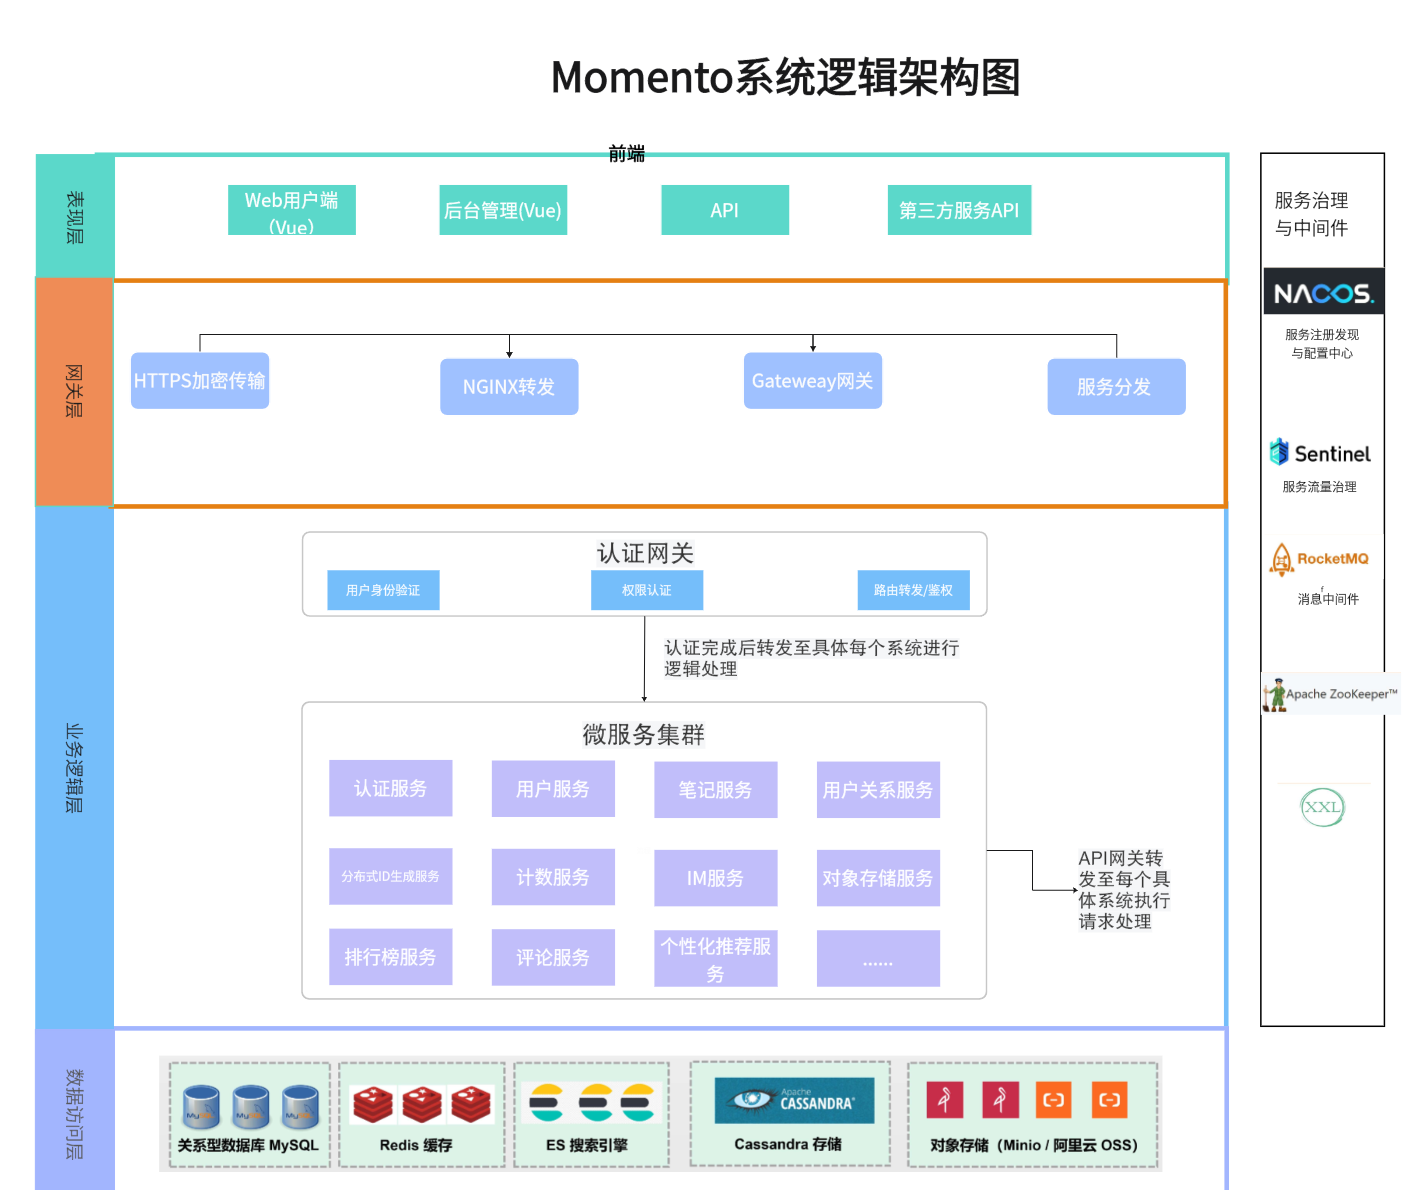 Momento系统逻辑架构图
前端
表现层
Web用户端
（Vue）
后台管理(Vue)
API
第三方服务API
网关层
HTTPS加密传输
NGINX转发
Gateweay网关
服务分发
业务逻辑层
认证网关
用户身份验证
权限认证
路由转发/鉴权
认证完成后转发至具体每个系统进行
逻辑处理
微服务集群
认证服务
用户服务
笔记服务
用户关系服务
分布式ID生成服务
计数服务
IM服务
对象存储服务
排行榜服务
评论服务
个性化推荐服
务
......
API网关转
发至每个具
体系统执行
请求处理
数据访问层
关系型数据库 MySQL
Redis 缓存
ES 搜索引擎
Apache
CASSANDRA
Cassandra 存储
对象存储（Minio / 阿里云 OSS）
服务治理
与中间件
NACOS.
服务注册发现
与配置中心
Sentinel
服务流量治理
RocketMQ
f
消息中间件
Apache ZooKeeper™
XXL